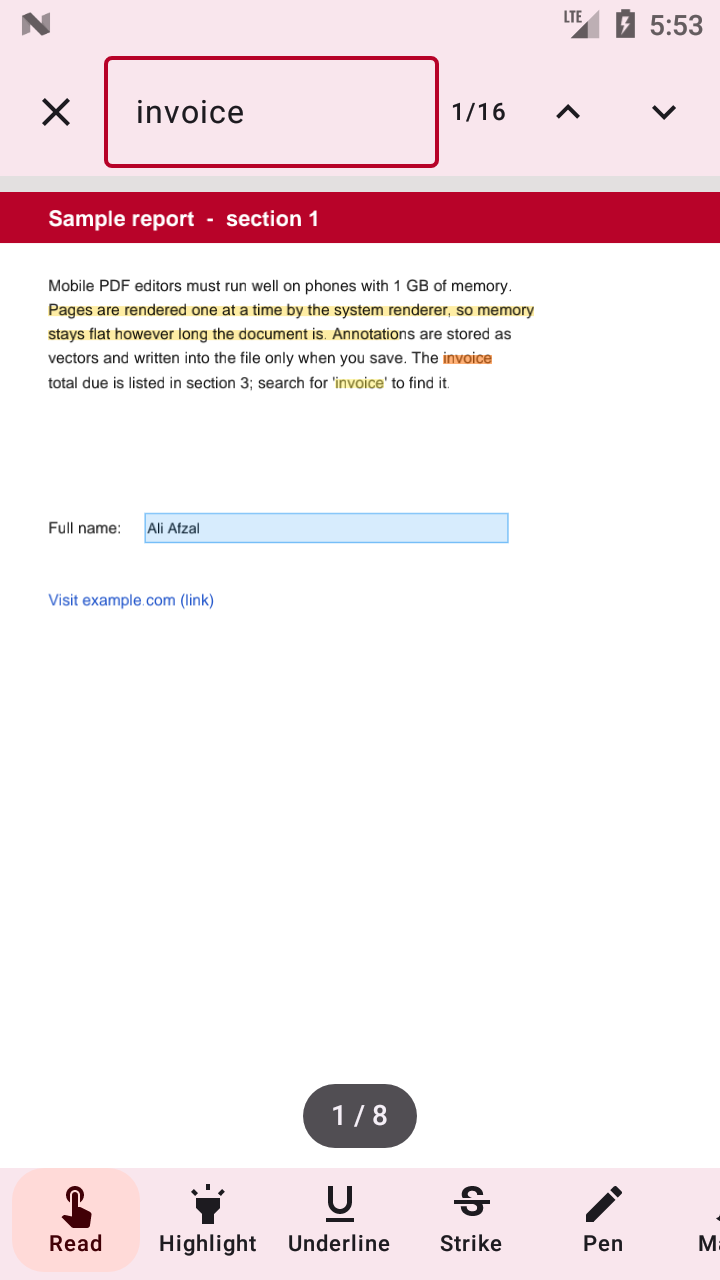 LTE 5:53
invoice 1/16
Sample report - section 1
Mobile PDF editors must run well on phones with 1 GB of memory.
Pages are rendered one at a time by the system renderer, so memory
stays flat however long the document is. Annotations are stored as
vectors and written into the file only when you save. The invoice
total due is listed in section 3; search for 'invoice' to find it.
Full name: Ali Afzal
Visit example.com (link)
1 / 8
Read Highlight Underline Strike Pen